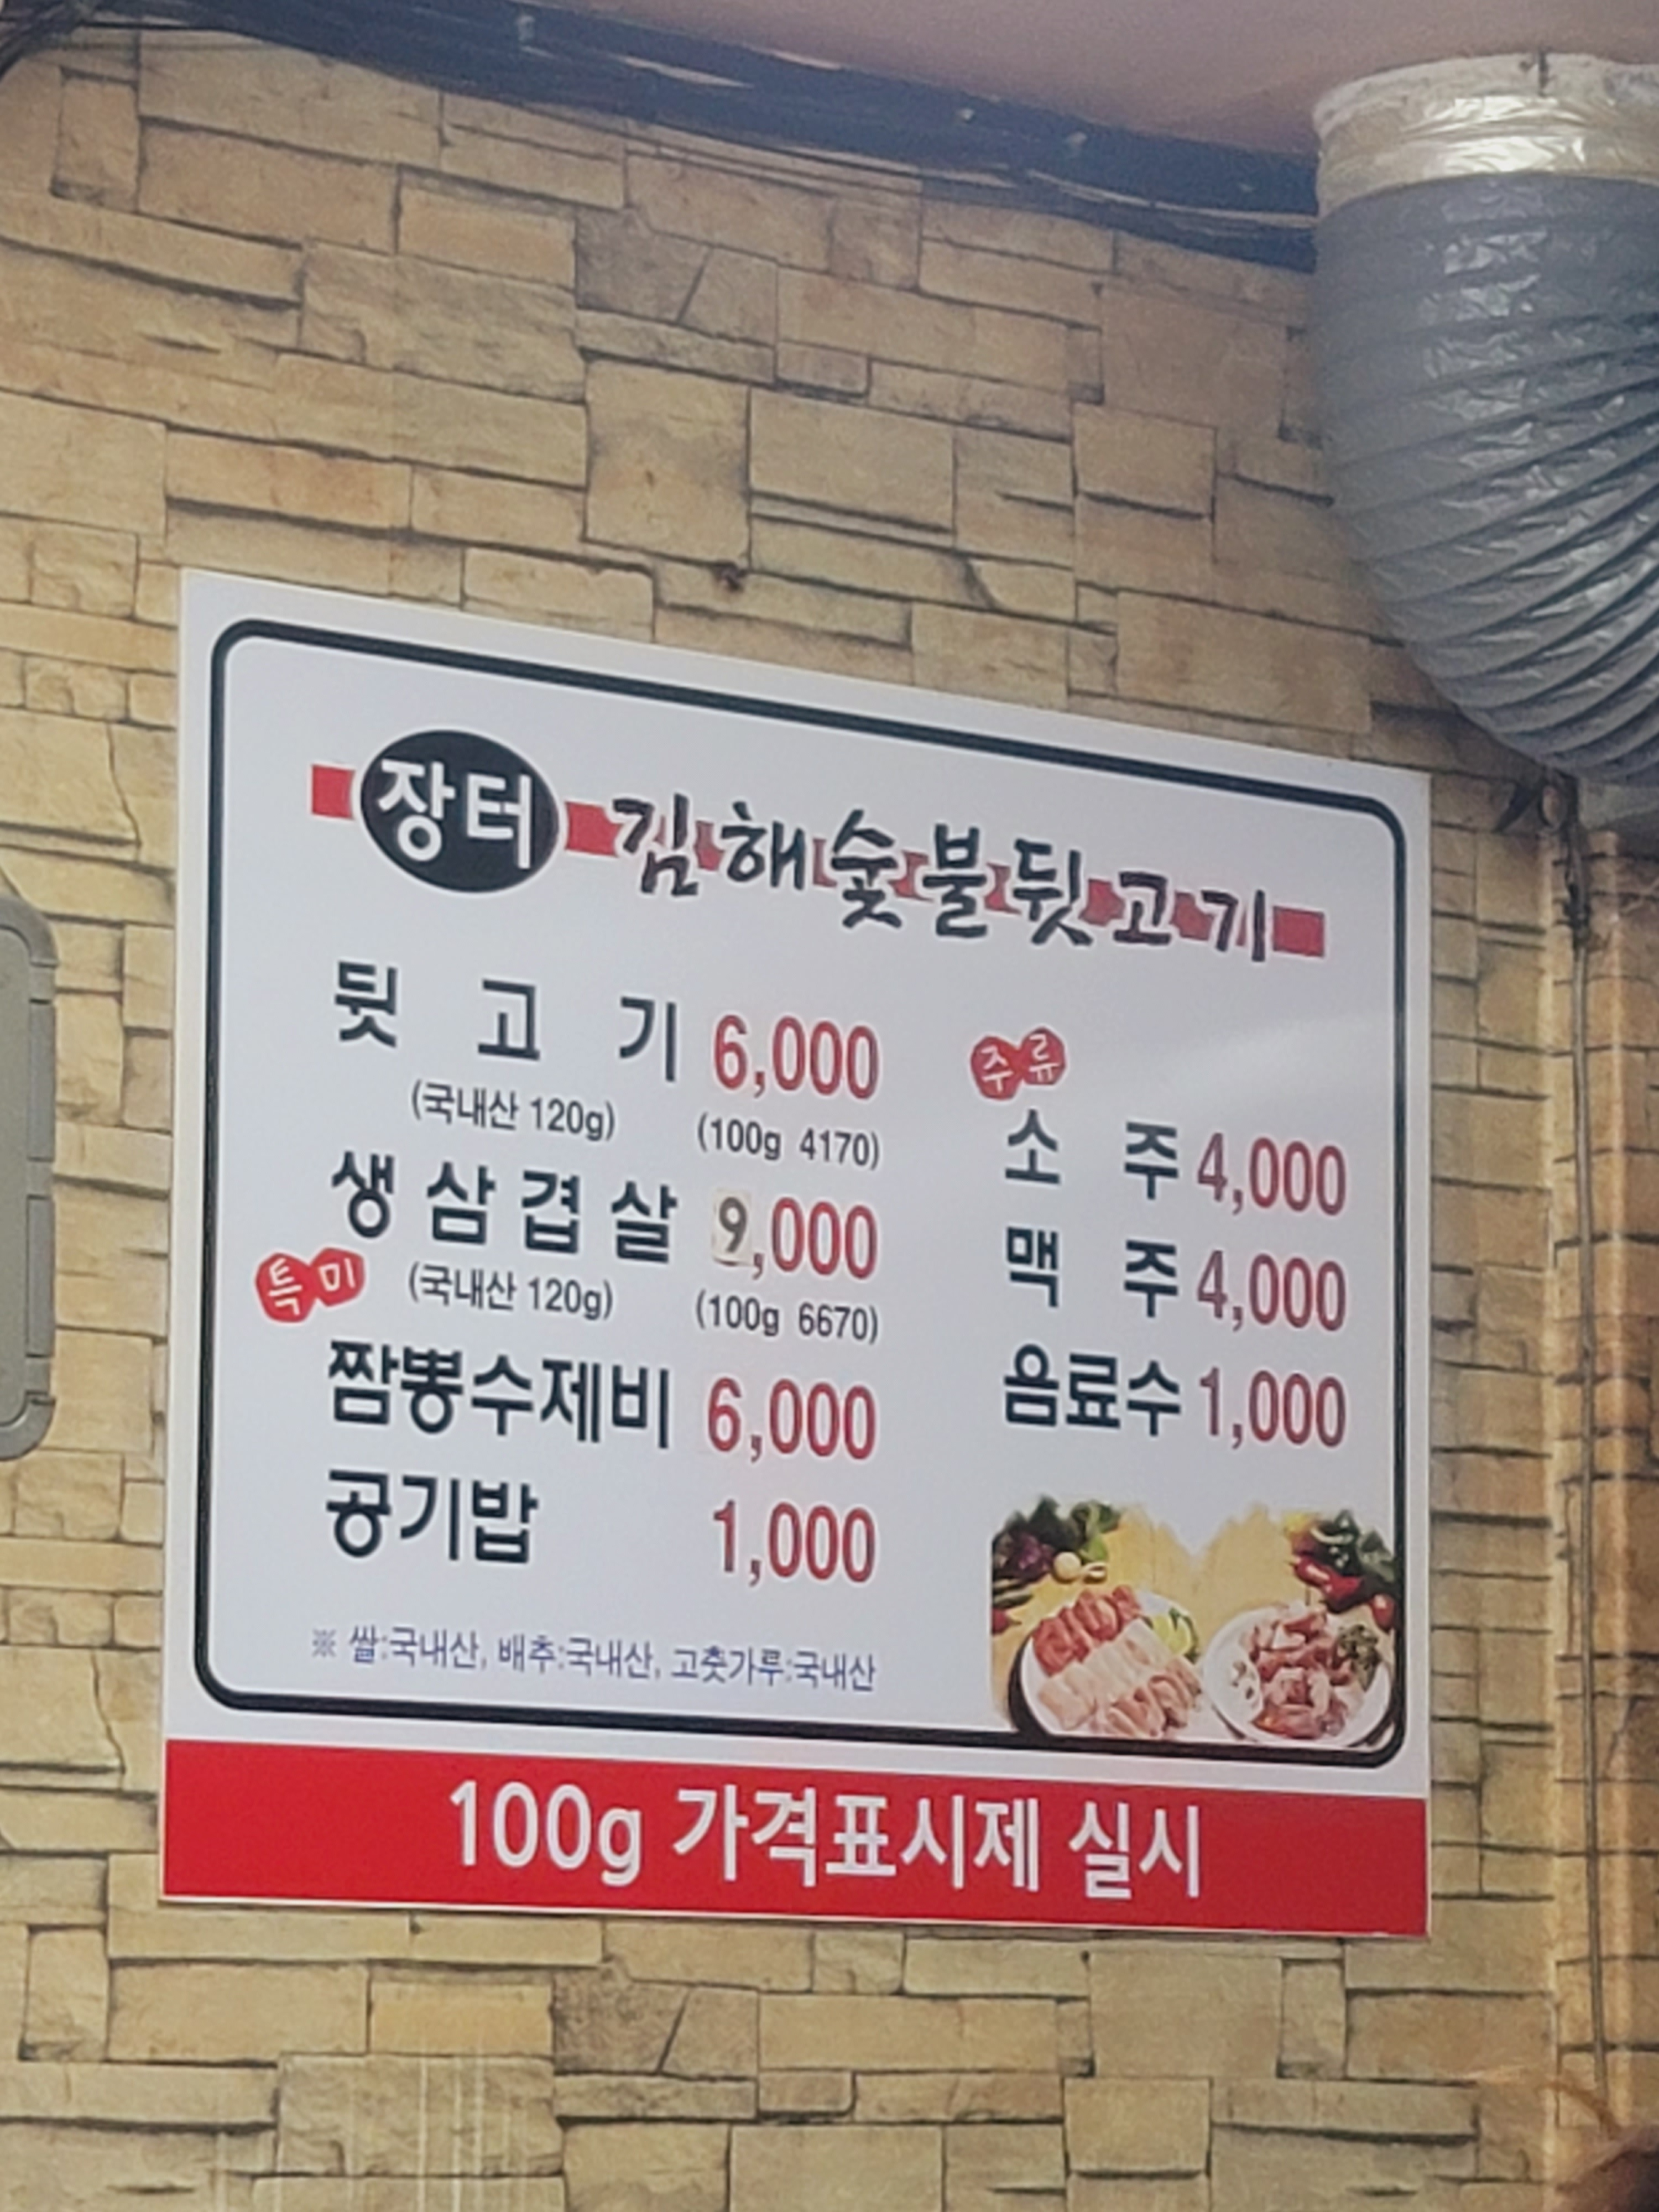 장터 김해숯불뒷고기
뒷고기 6,000
(국내산 120g) (100g 4170)
생삼겹살 9,000
(국내산 120g) (100g 6670)
특미
짬뽕수제비 6,000
공기밥 1,000
※ 쌀:국내산, 배추:국내산, 고춧가루:국내산
주류
소주 4,000
맥주 4,000
음료수 1,000
100g 가격표시제 실시